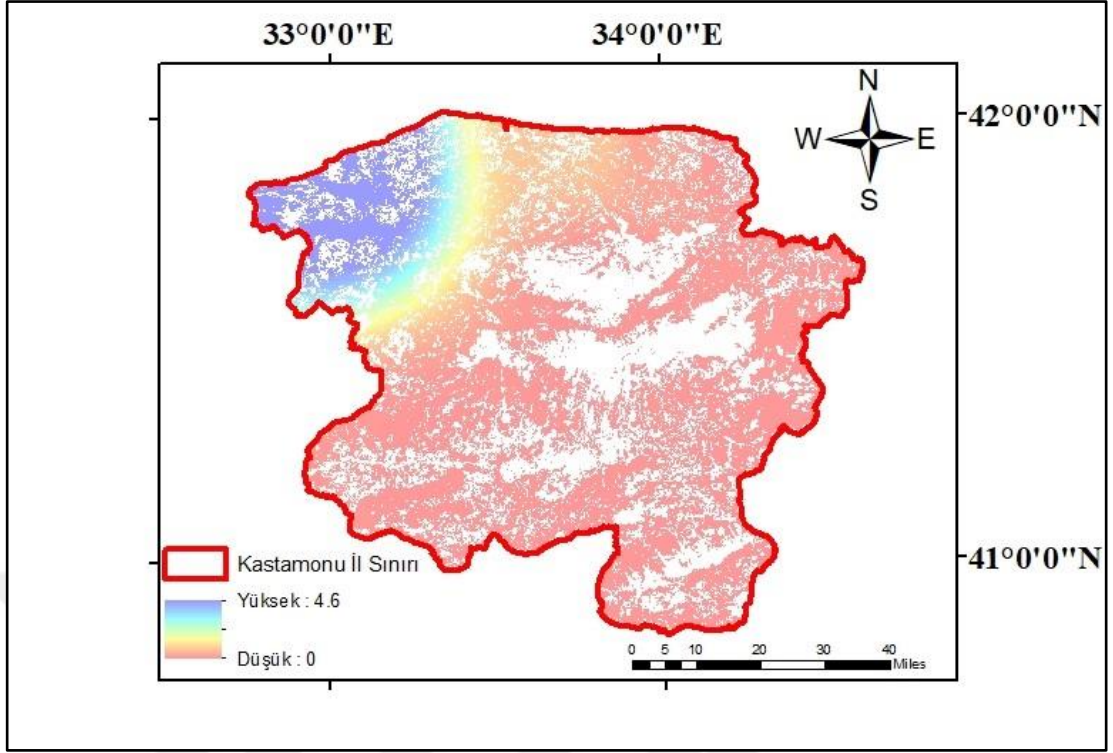 33°0'0"E 34°0'0"E
42°0'0"N
N
W E
S
41°0'0"N
Kastamonu İl Sınırı
Yüksek : 4.6
Düşük : 0
0 5 10 20 30 40
Miles